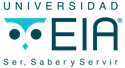 UNIVERSIDAD
EIA
Ser, Saber y Servir